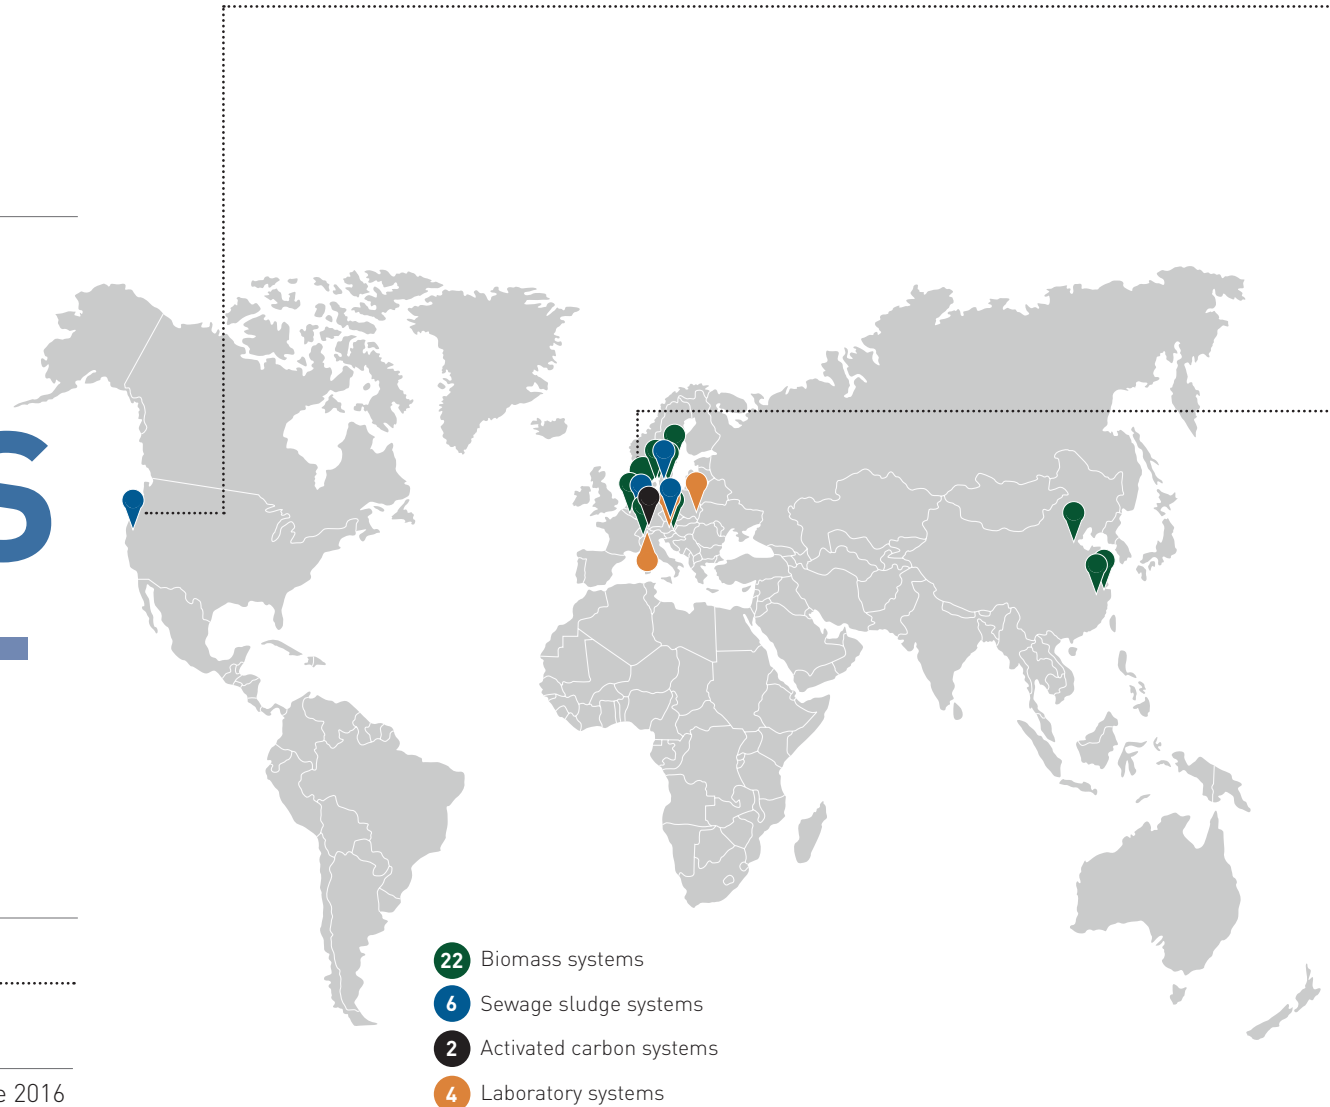 S
22 Biomass systems
6 Sewage sludge systems
2 Activated carbon systems
4 Laboratory systems
2016